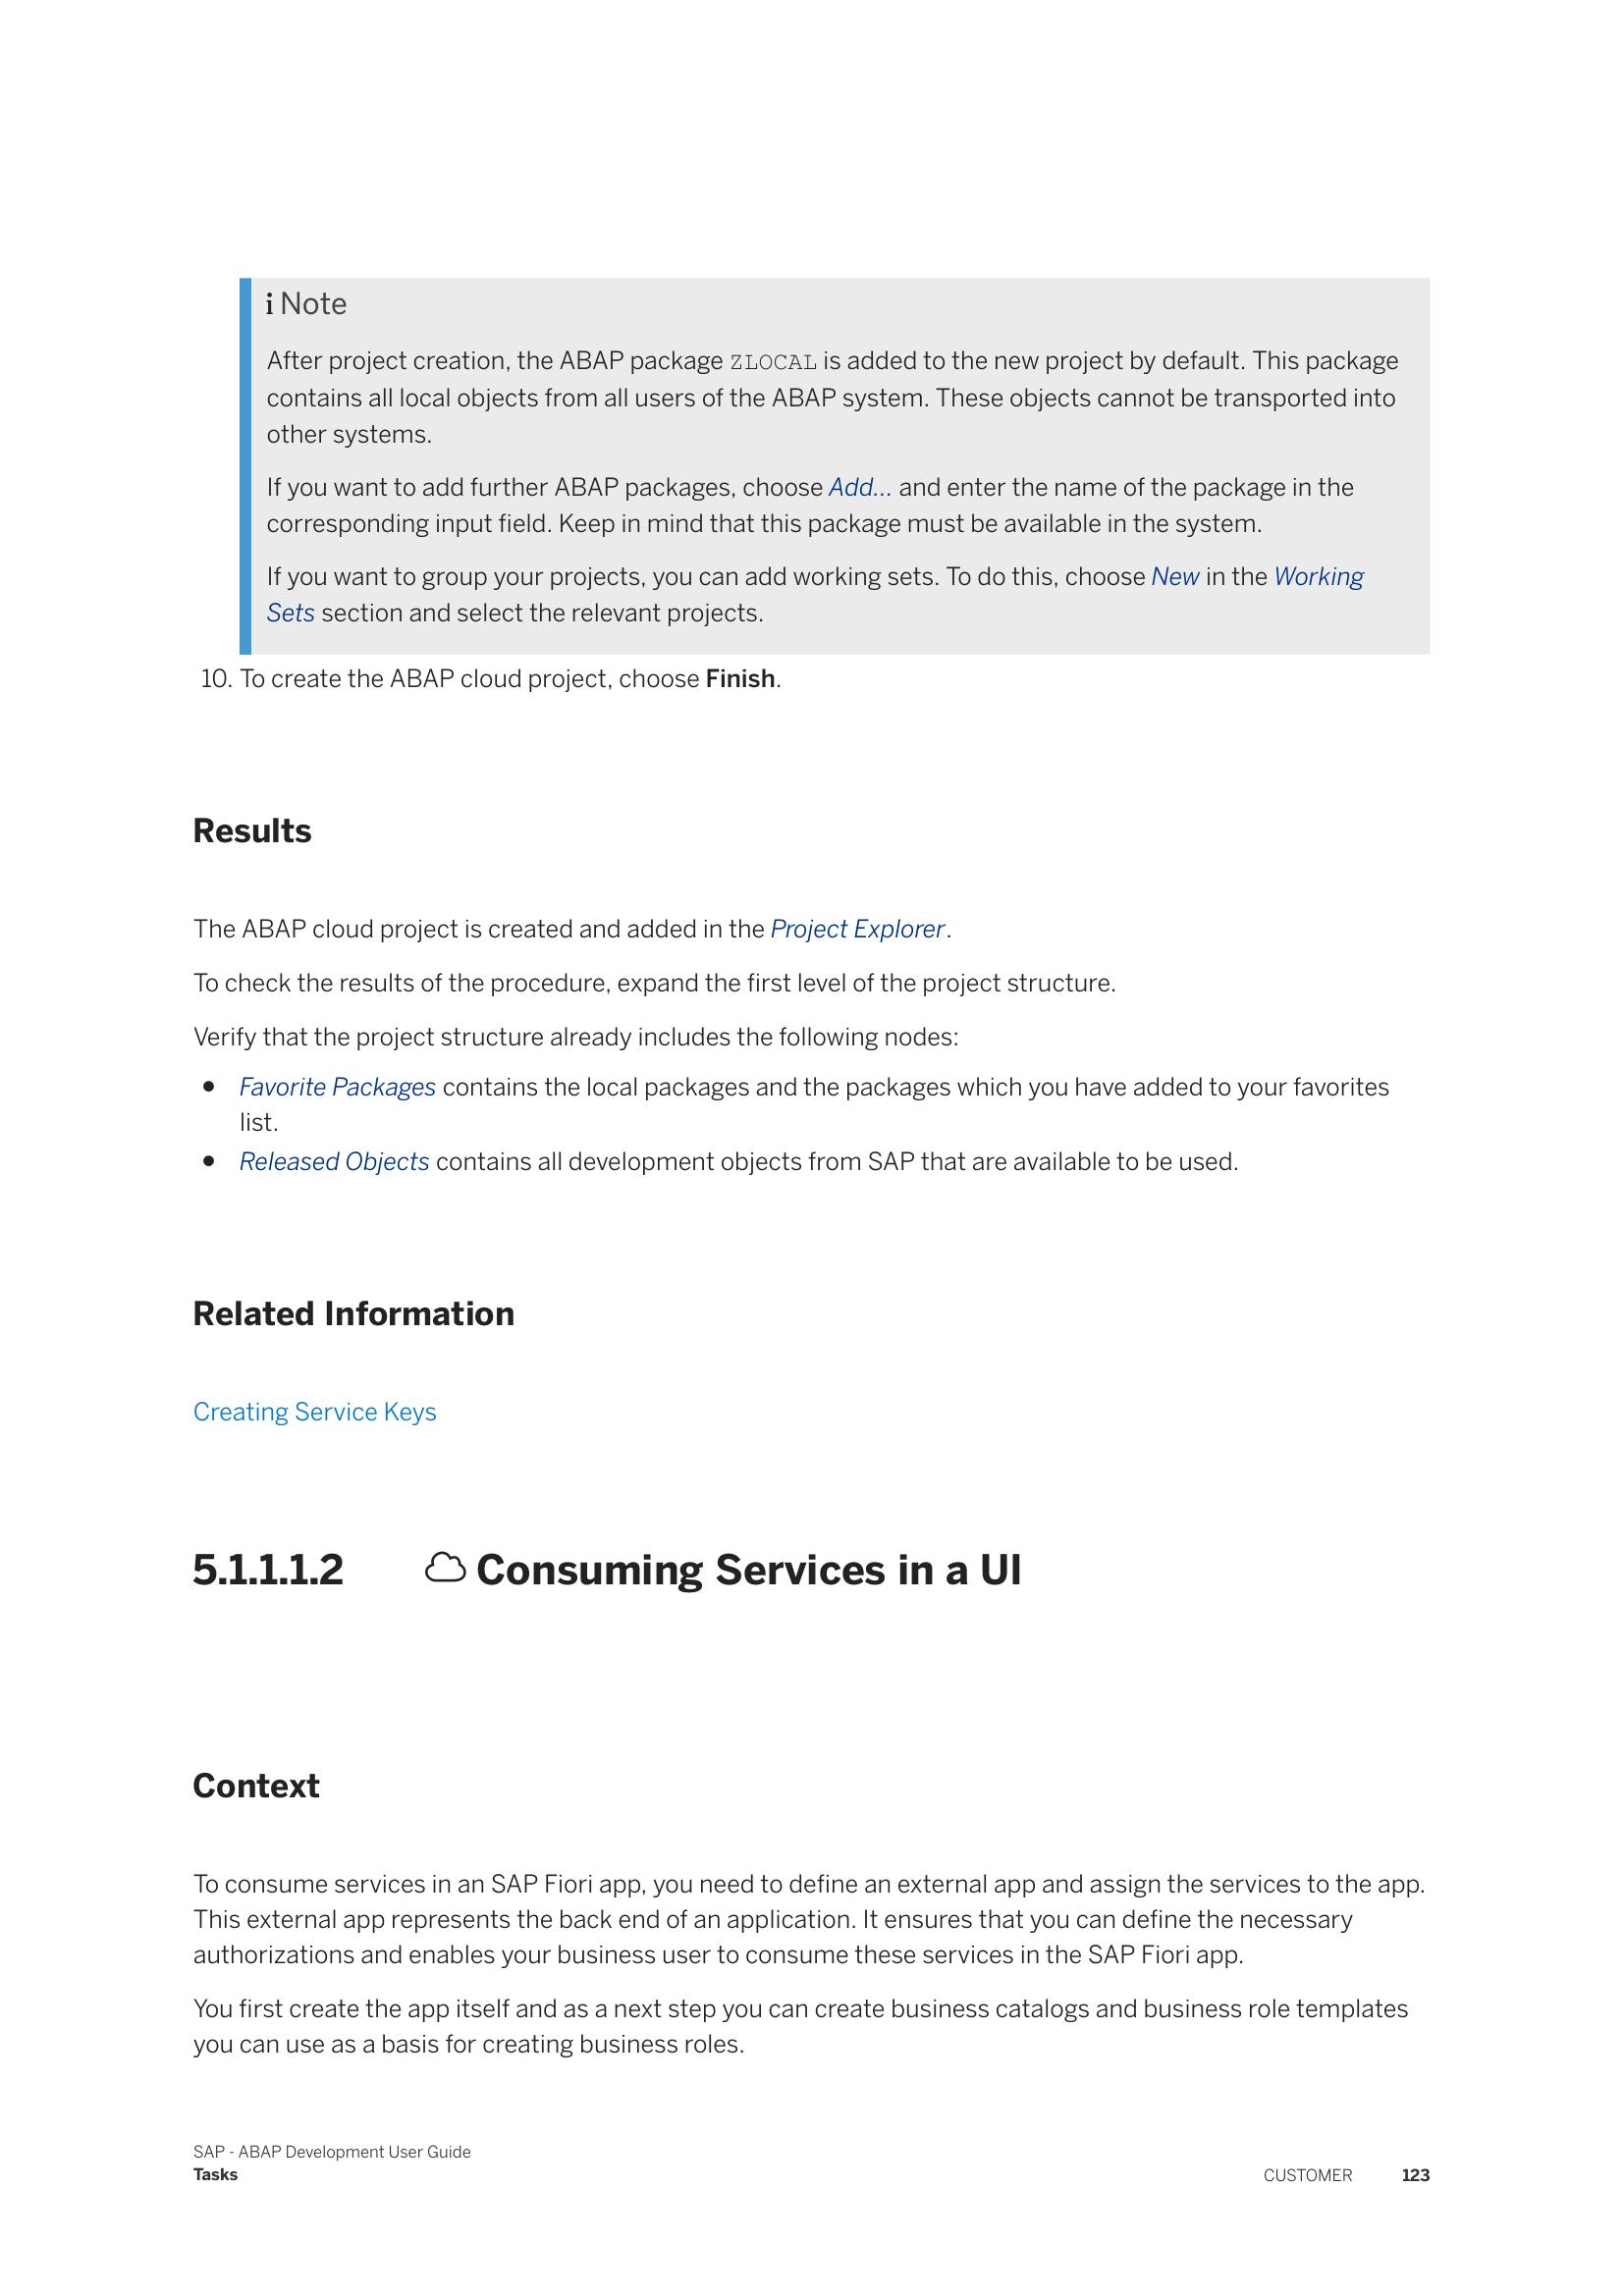 i Note
After project creation, the ABAP package ZLOCAL is added to the new project by default. This package
contains all local objects from all users of the ABAP system. These objects cannot be transported into
other systems.
If you want to add further ABAP packages, choose Add... and enter the name of the package in the
corresponding input field. Keep in mind that this package must be available in the system.
If you want to group your projects, you can add working sets. To do this, choose New in the Working
Sets section and select the relevant projects.
10. To create the ABAP cloud project, choose Finish.
Results
The ABAP cloud project is created and added in the Project Explorer.
To check the results of the procedure, expand the first level of the project structure.
Verify that the project structure already includes the following nodes:
● Favorite Packages contains the local packages and the packages which you have added to your favorites
list.
● Released Objects contains all development objects from SAP that are available to be used.
Related Information
Creating Service Keys
5.1.1.1.2 Consuming Services in a UI
Context
To consume services in an SAP Fiori app, you need to define an external app and assign the services to the app.
This external app represents the back end of an application. It ensures that you can define the necessary
authorizations and enables your business user to consume these services in the SAP Fiori app.
You first create the app itself and as a next step you can create business catalogs and business role templates
you can use as a basis for creating business roles.
SAP - ABAP Development User Guide
Tasks
CUSTOMER 123